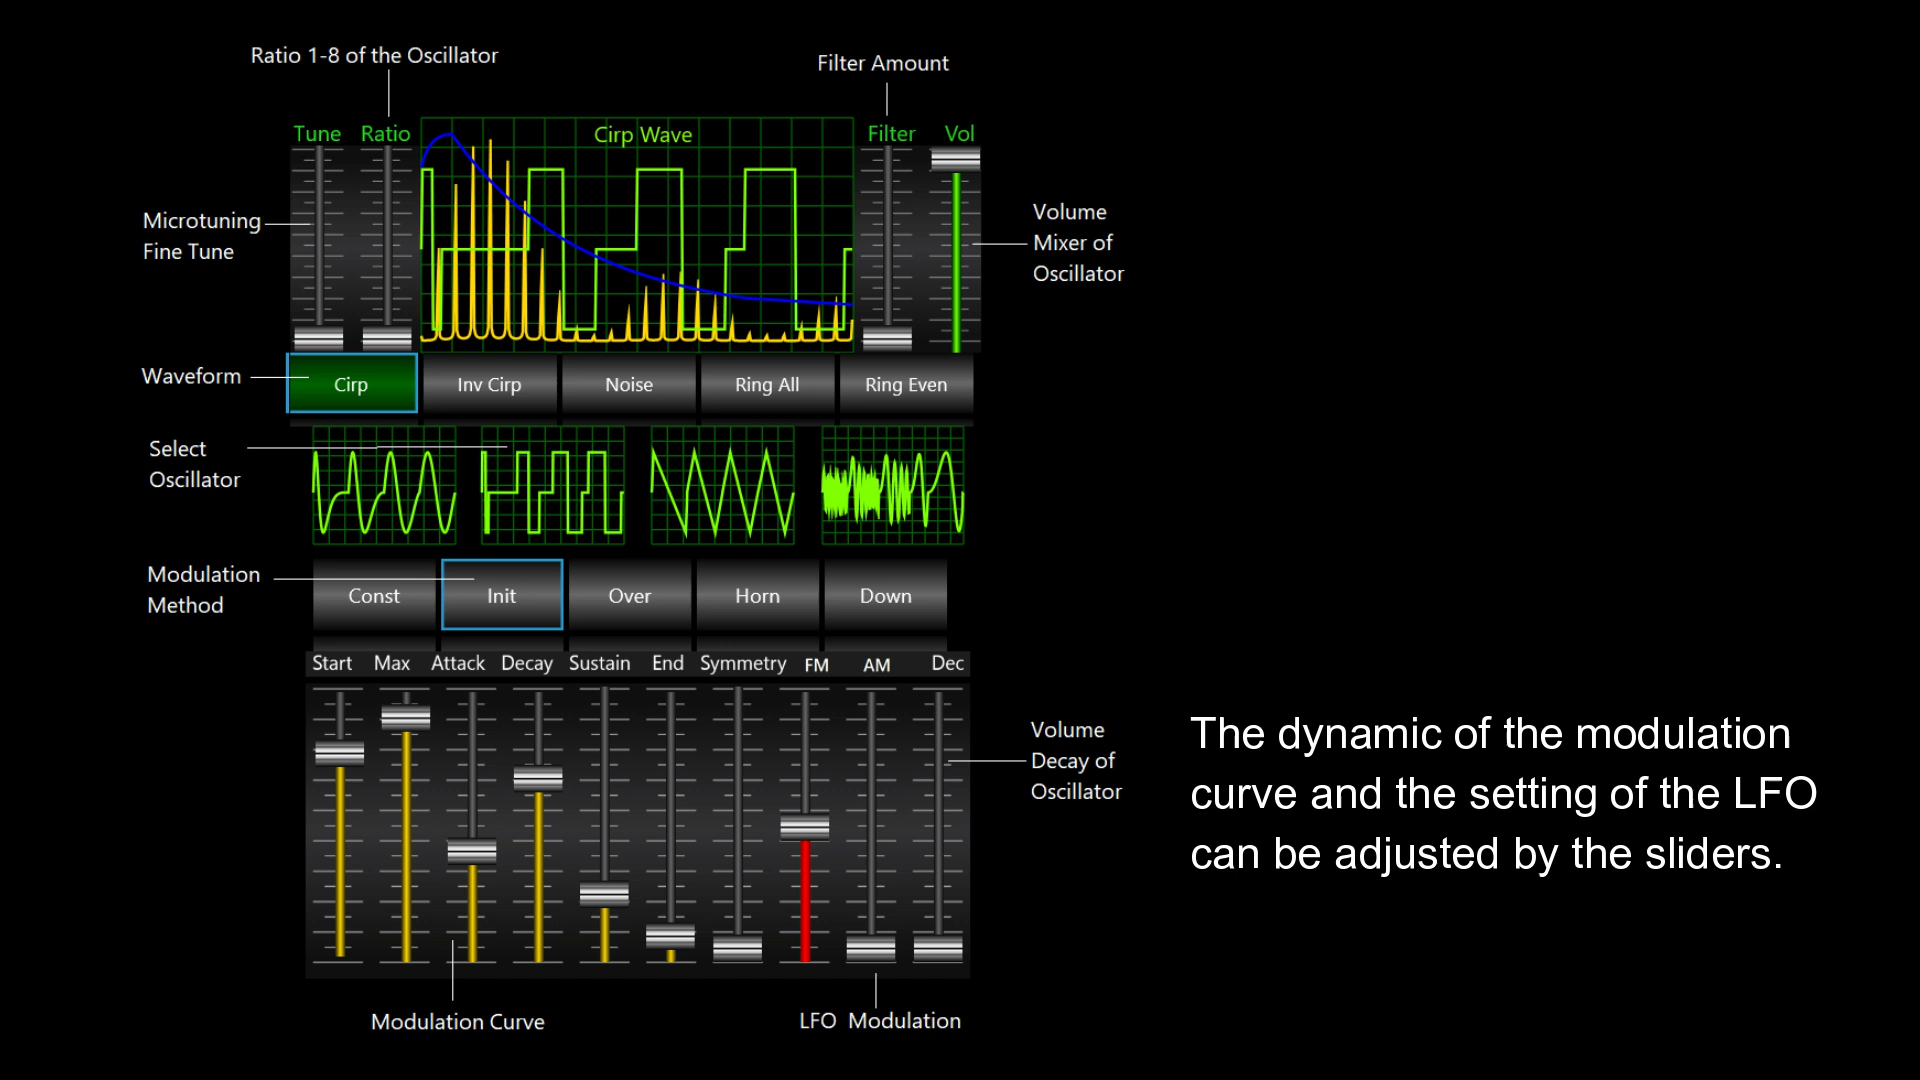 Ratio 1-8 of the Oscillator
Filter Amount
Tune Ratio
Cirp Wave
Filter Vol
Microtuning
Fine Tune
Volume
Mixer of
Oscillator
Waveform
Cirp
Inv Cirp
Noise
Ring All
Ring Even
Select
Oscillator
Modulation
Method
Const
Init
Over
Horn
Down
Start Max Attack Decay Sustain End Symmetry FM AM Dec
Volume
Decay of
Oscillator
The dynamic of the modulation
curve and the setting of the LFO
can be adjusted by the sliders.
Modulation Curve
LFO Modulation